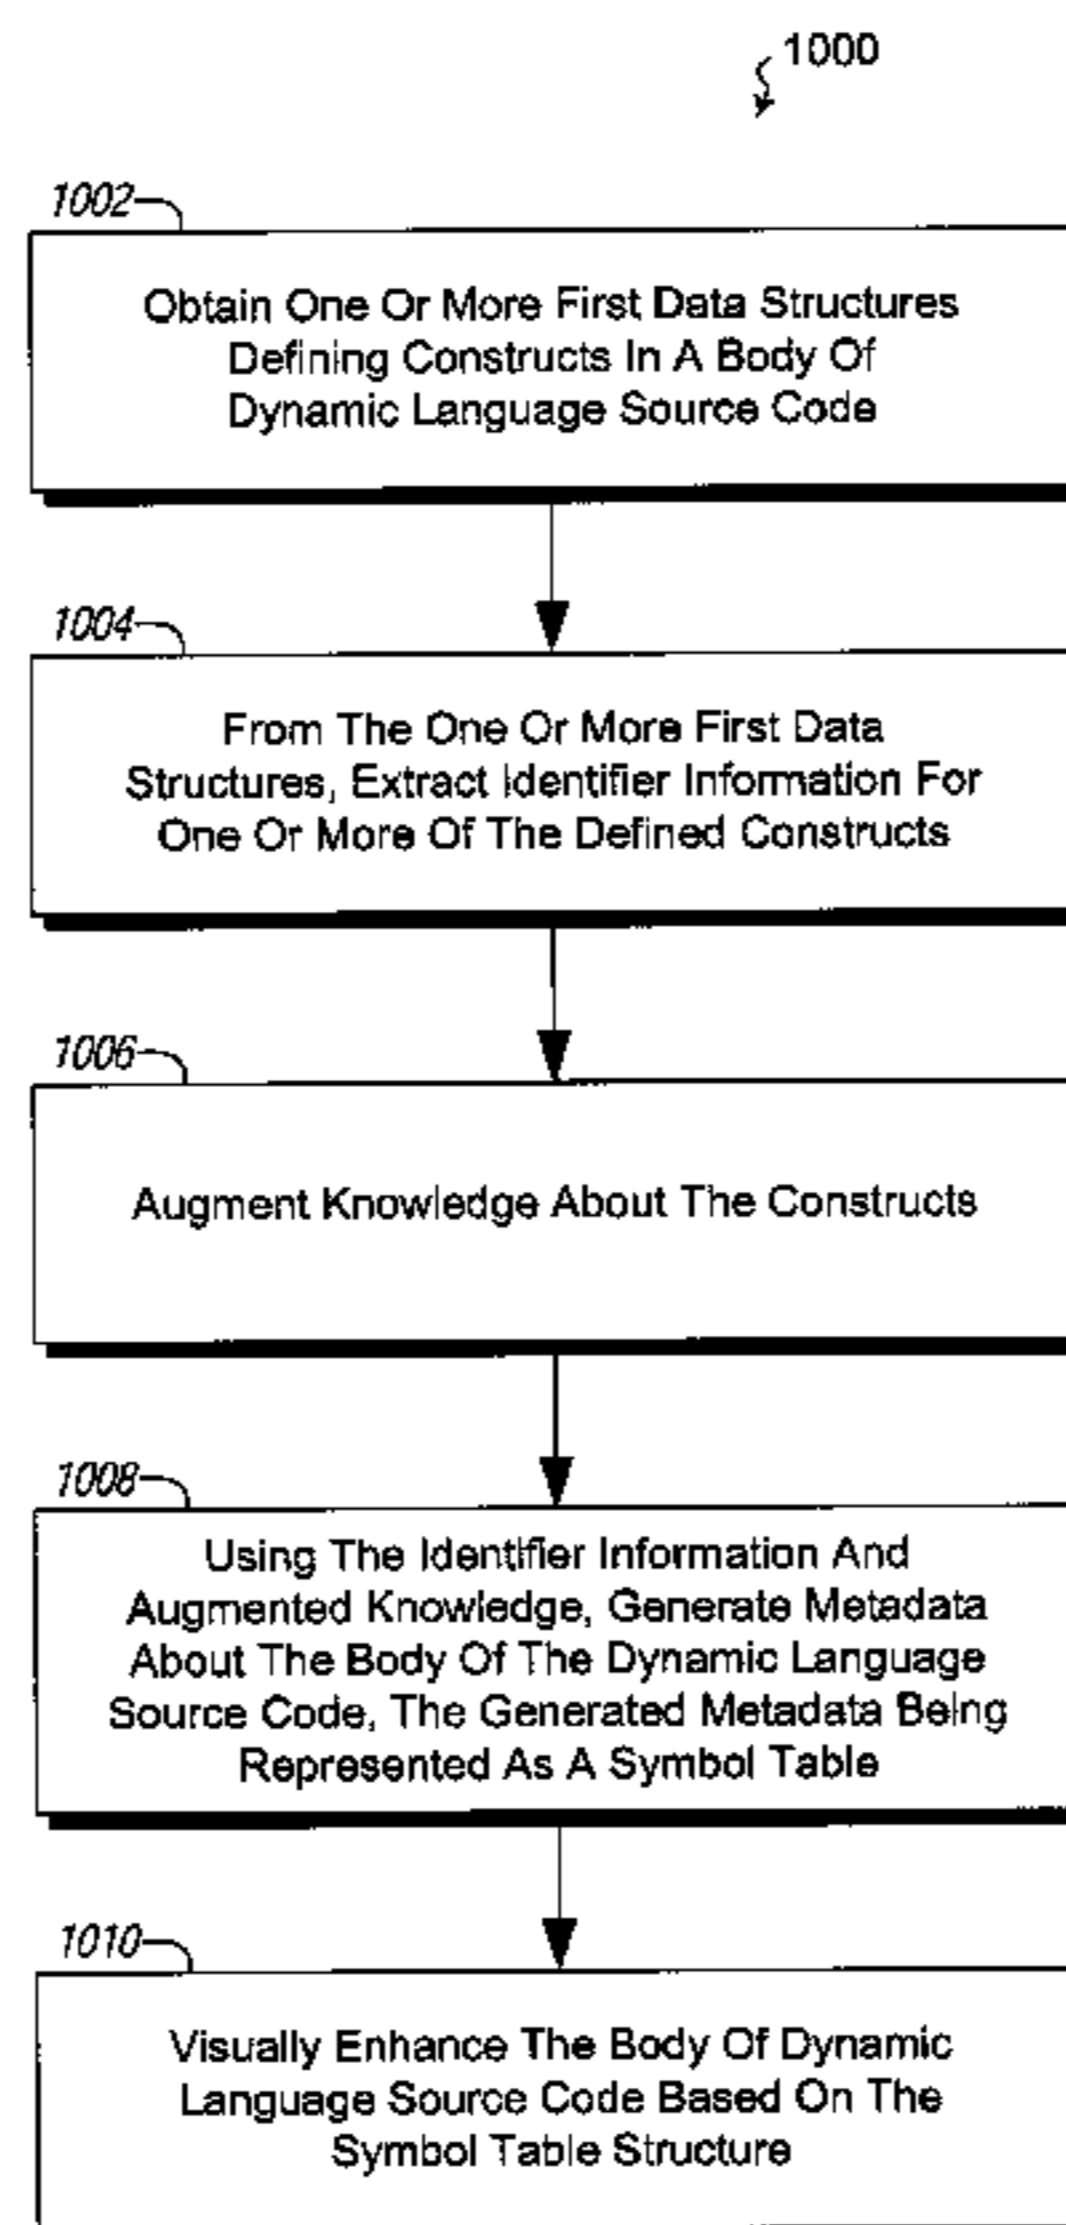 1000
1002
Obtain One Or More First Data Structures
Defining Constructs In A Body Of
Dynamic Language Source Code
1004
From The One Or More First Data
Structures, Extract Identifier Information For
One Or More Of The Defined Constructs
1006
Augment Knowledge About The Constructs
1008
Using The Identifier Information And
Augmented Knowledge, Generate Metadata
About The Body Of The Dynamic Language
Source Code, The Generated Metadata Being
Represented As A Symbol Table
1010
Visually Enhance The Body Of Dynamic
Language Source Code Based On The
Symbol Table Structure